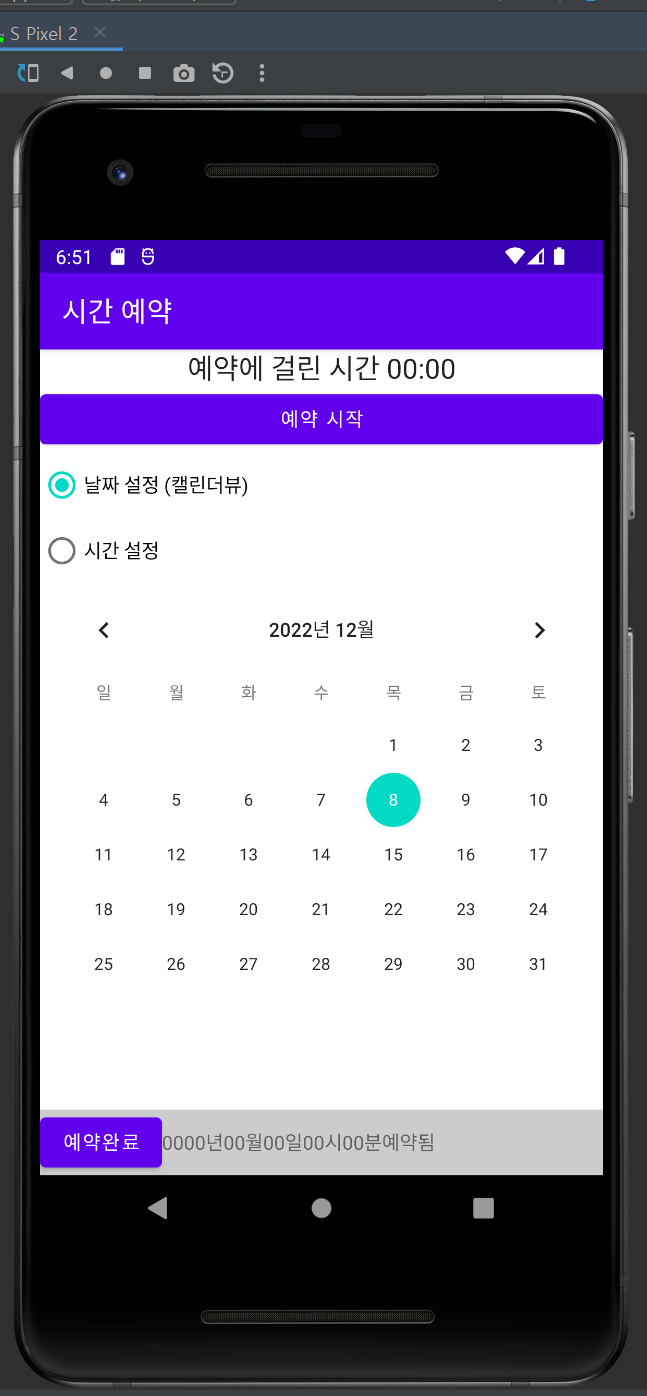 S Pixel 2
6:51
시간 예약
예약에 걸린 시간 00:00
예약 시작
날짜 설정 (캘린더뷰)
시간 설정
2022년 12월
일 월 화 수 목 금 토
1 2 3
4 5 6 7 8 9 10
11 12 13 14 15 16 17
18 19 20 21 22 23 24
25 26 27 28 29 30 31
예약완료 0000년00월00일00시00분예약됨